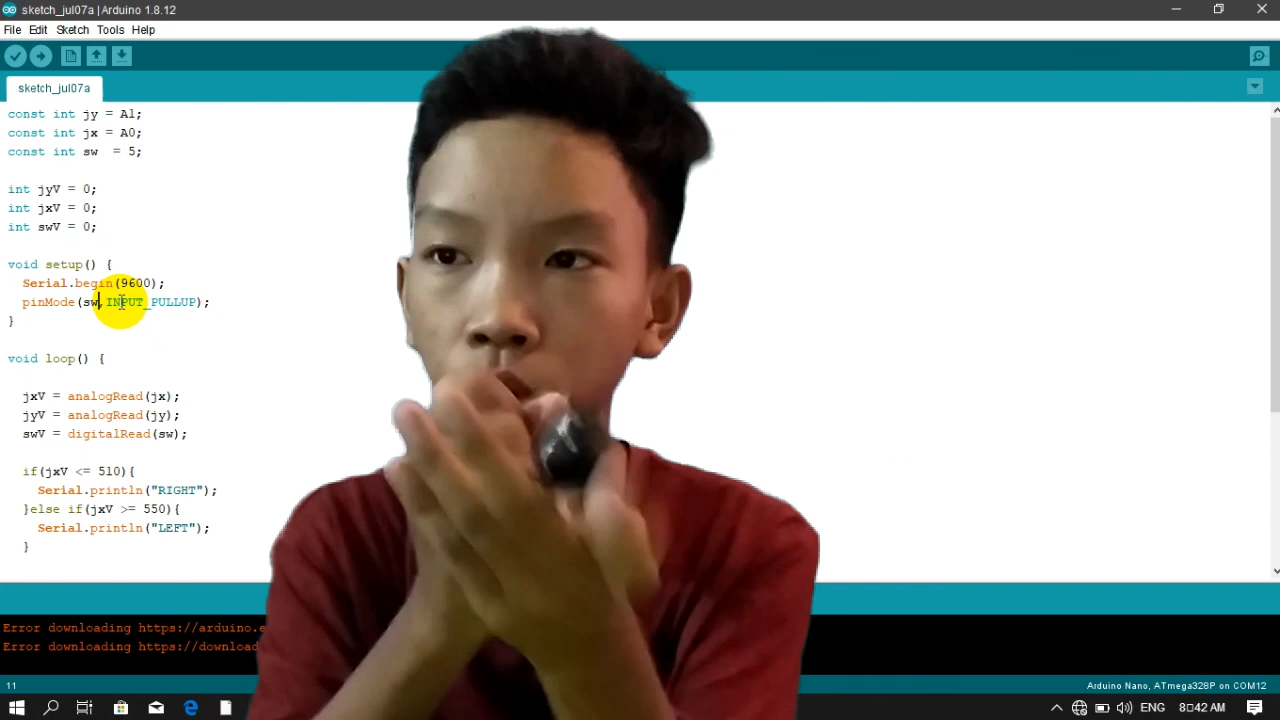 sketch_jul07a | Arduino 1.8.12
File Edit Sketch Tools Help
sketch_jul07a
const int jy = A1;
const int jx = A0;
const int sw  = 5;
int jyV = 0;
int jxV = 0;
int swV = 0;
void setup() {
Serial.begin(9600);
pinMode(sw,INPUT_PULLUP);
}
void loop() {
jxV = analogRead(jx);
jyV = analogRead(jy);
swV = digitalRead(sw);
if(jxV <= 510){
Serial.println("RIGHT");
}else if(jxV >= 550){
Serial.println("LEFT");
}
Error downloading https://arduino.e
Error downloading https://download
11
Arduino Nano, ATmega328P on COM12
ENG
8:42 AM